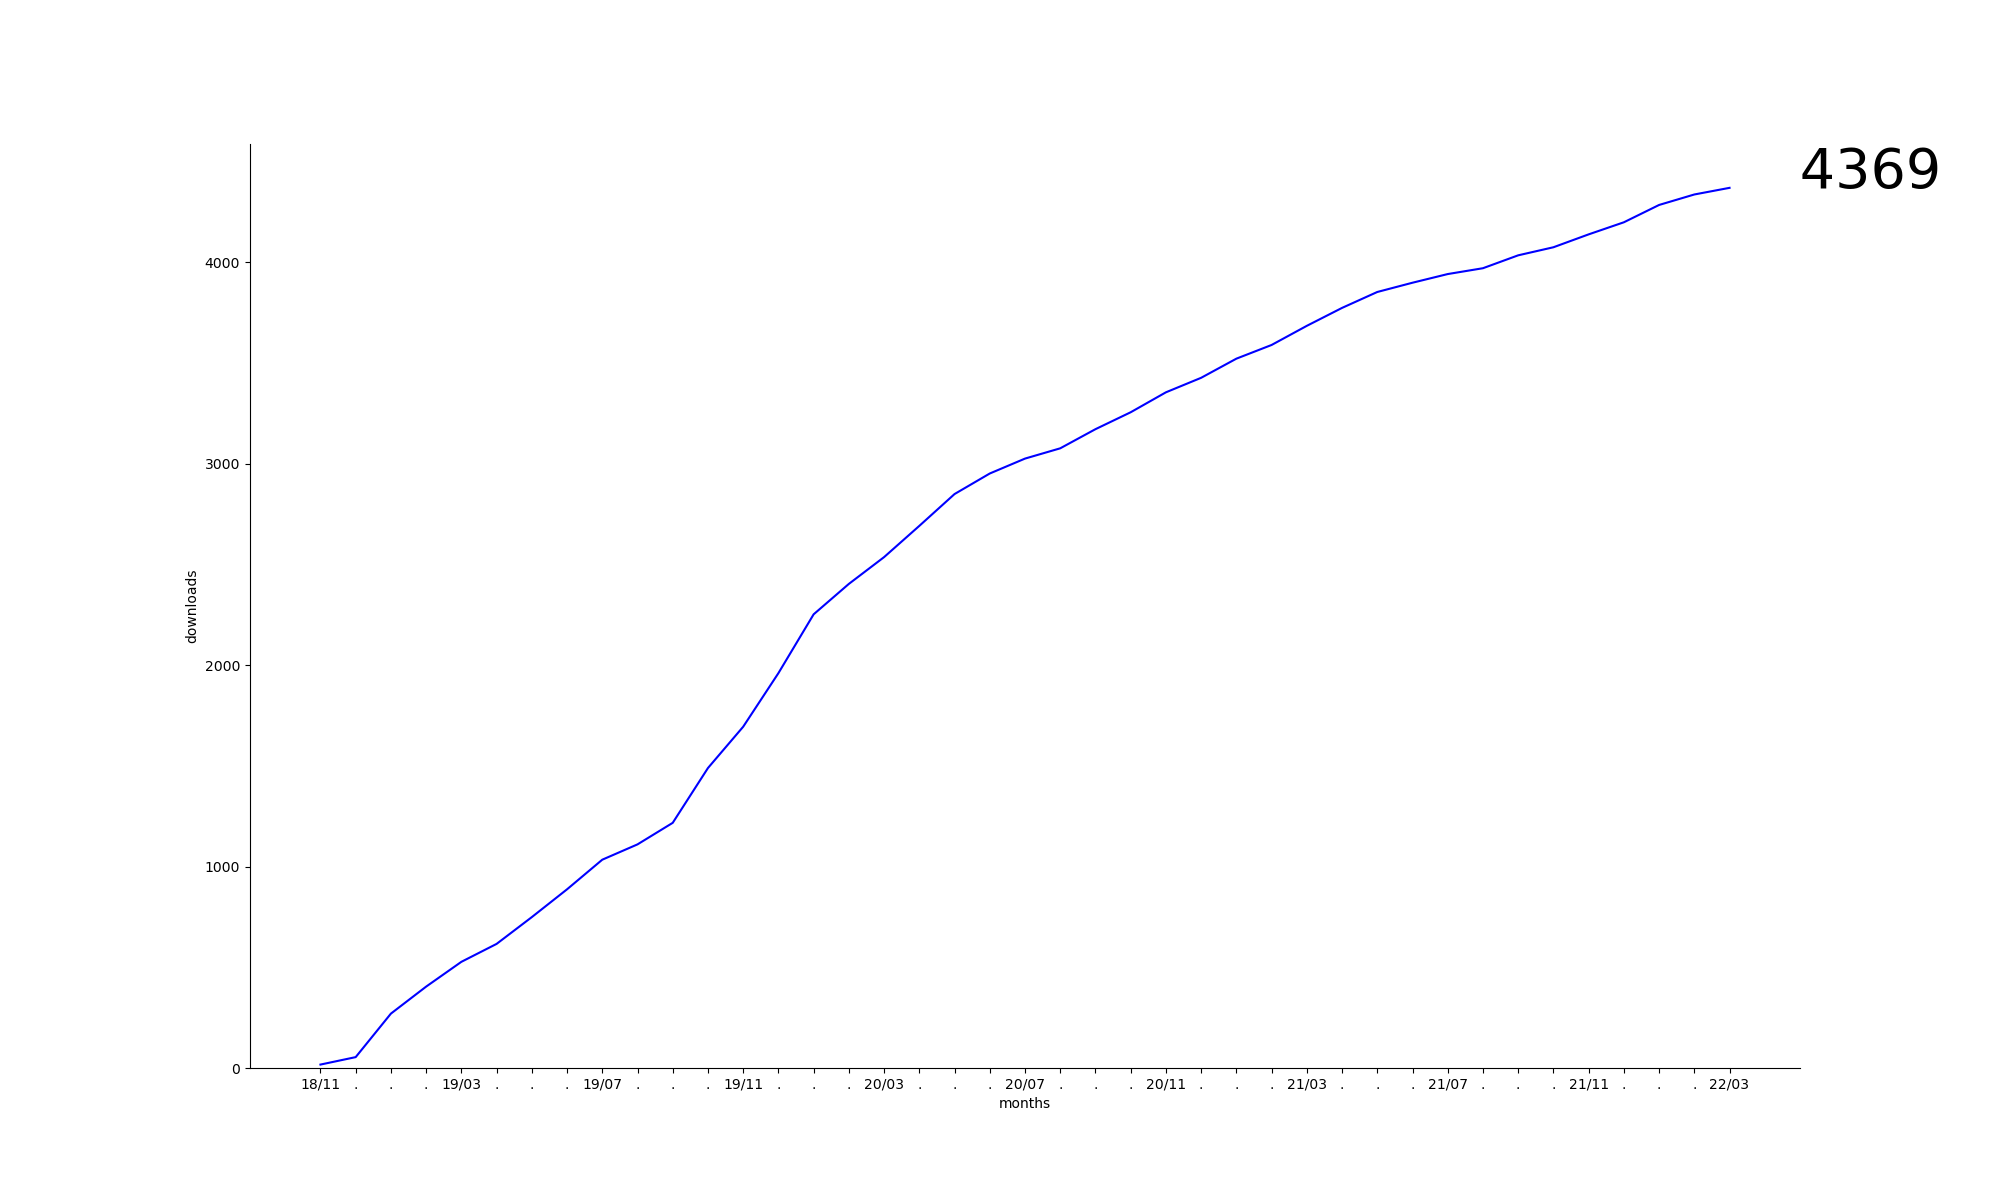 4369
4000
3000
2000
1000
0
downloads
18/11 . . . 19/03 . . . 19/07 . . . 19/11 . . . 20/03 . . . 20/07 . . . 20/11 . . . 21/03 . . . 21/07 . . . 21/11 . . . 22/03
months